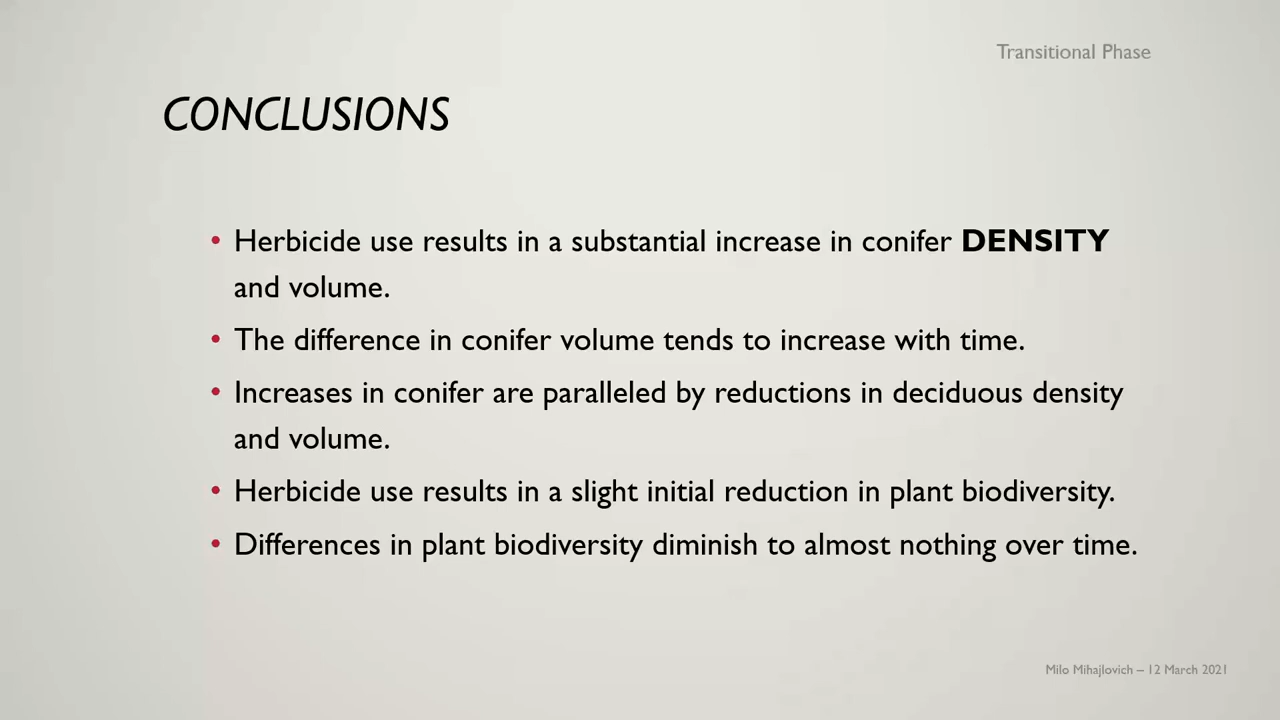 Transitional Phase
CONCLUSIONS
• Herbicide use results in a substantial increase in conifer DENSITY
and volume.
• The difference in conifer volume tends to increase with time.
• Increases in conifer are paralleled by reductions in deciduous density
and volume.
• Herbicide use results in a slight initial reduction in plant biodiversity.
• Differences in plant biodiversity diminish to almost nothing over time.
Milo Mihajlovich – 12 March 2021